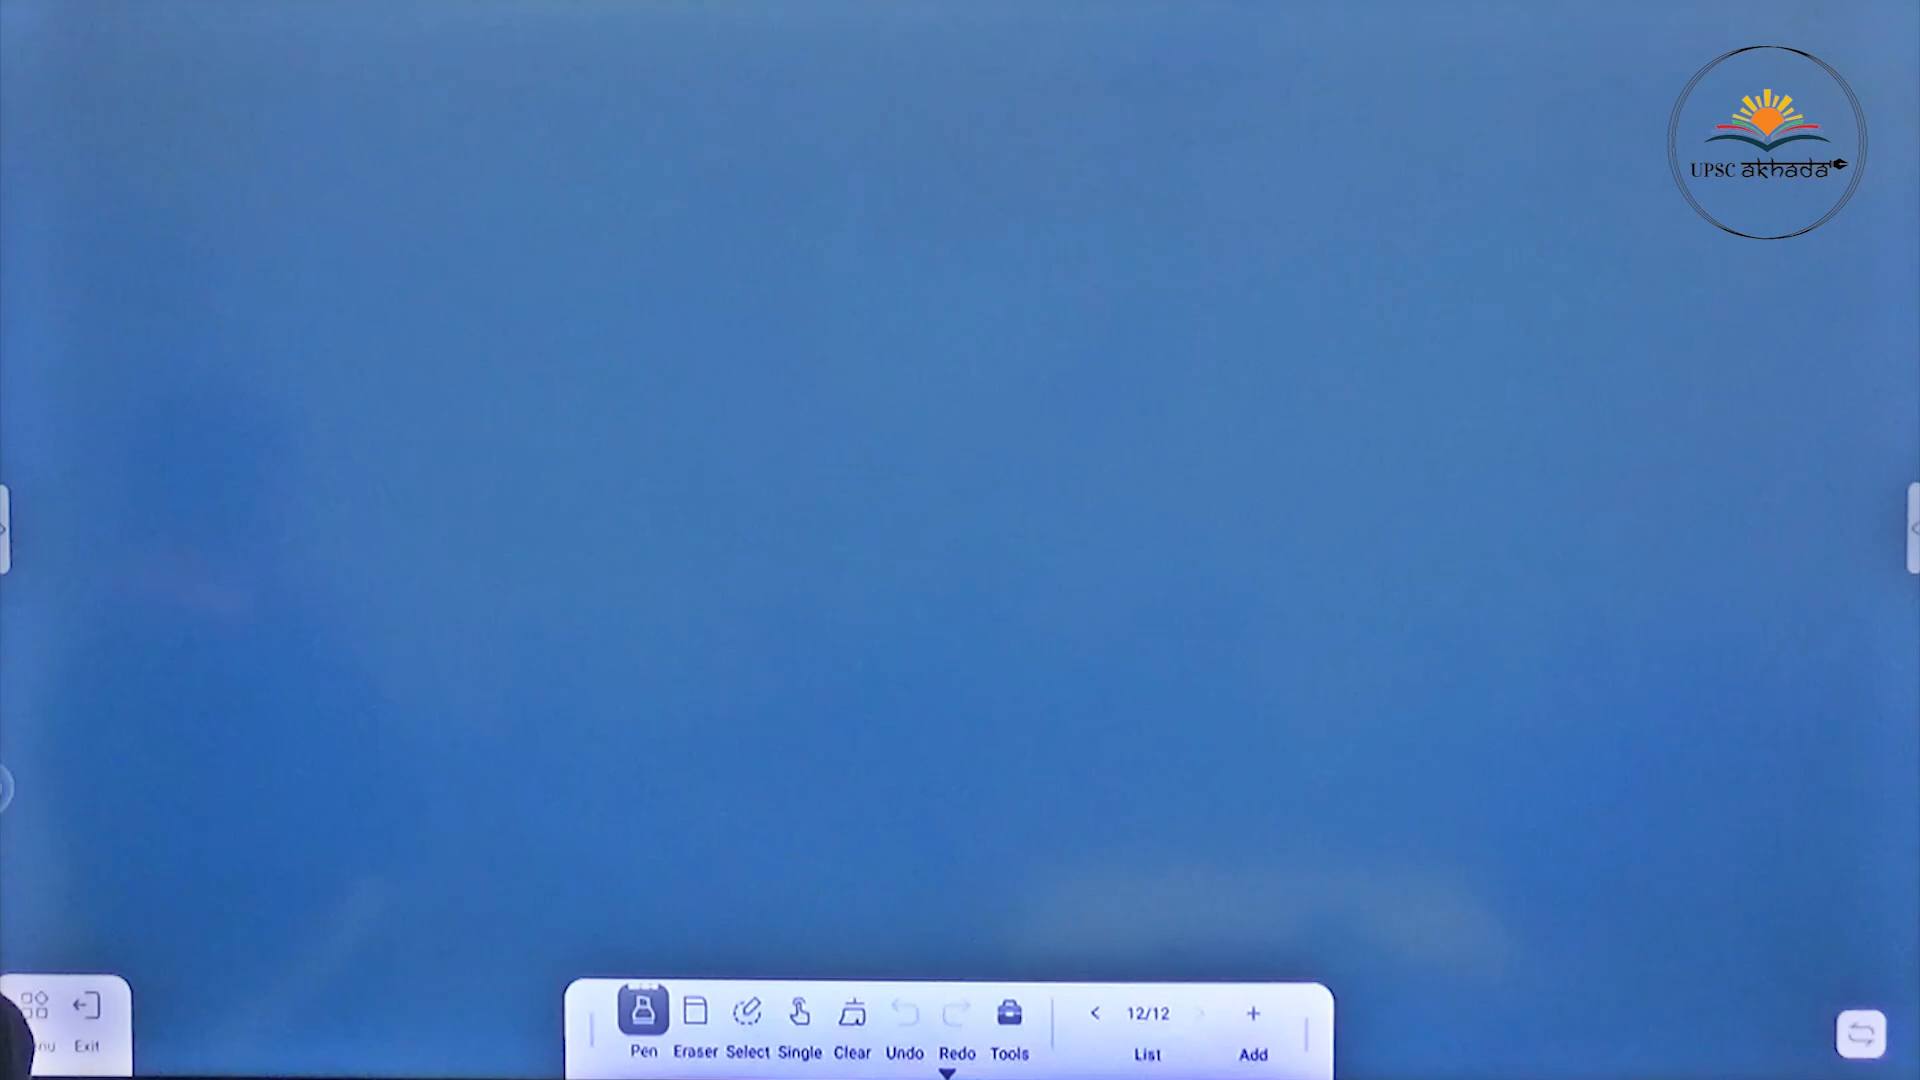 UPSC akhada
Exit
Pen Eraser Select Single Clear Undo Redo Tools
12/12
List
Add